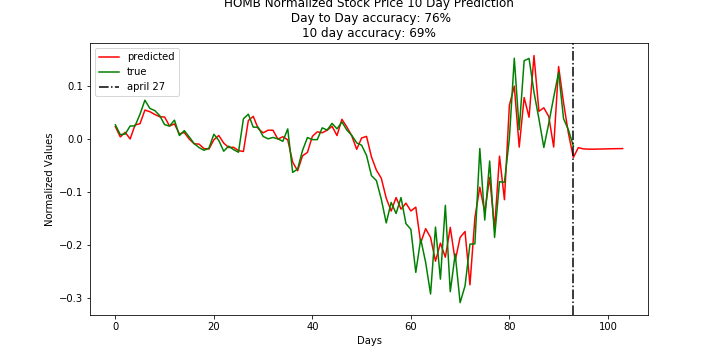 HOMB Normalized Stock Price 10 Day Prediction
Day to Day accuracy: 76%
10 day accuracy: 69%
predicted
true
april 27
Normalized Values
0.1
0.0
−0.1
−0.2
−0.3
0
20
40
60
80
100
Days